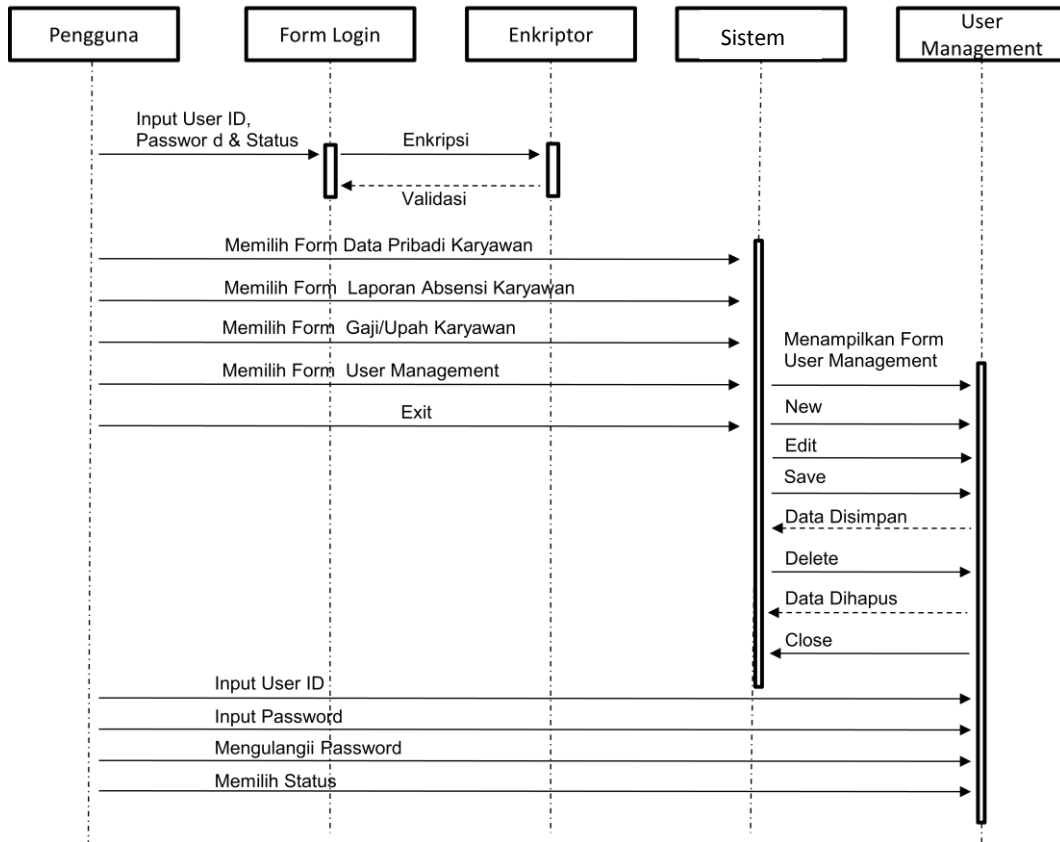 Pengguna
Form Login
Enkriptor
Sistem
User
Management
Input User ID,
Passwor d & Status
Enkripsi
Validasi
Memilih Form Data Pribadi Karyawan
Memilih Form Laporan Absensi Karyawan
Memilih Form Gaji/Upah Karyawan
Memilih Form User Management
Exit
Menampilkan Form
User Management
New
Edit
Save
Data Disimpan
Delete
Data Dihapus
Close
Input User ID
Input Password
Mengulangii Password
Memilih Status